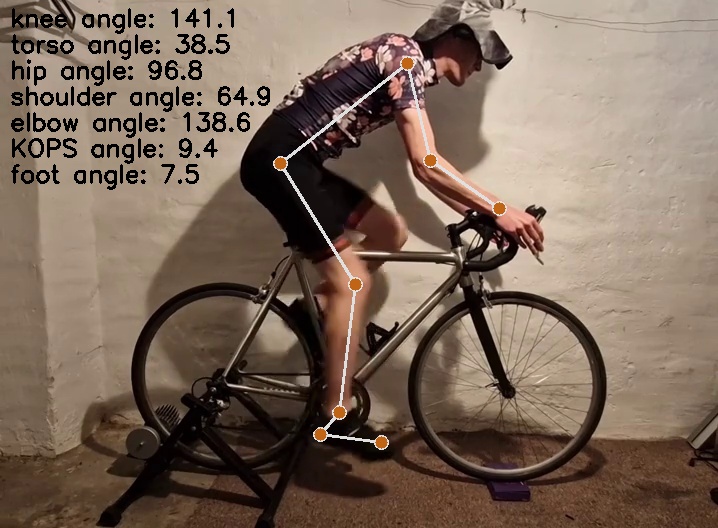 knee angle: 141.1
torso angle: 38.5
hip angle: 96.8
shoulder angle: 64.9
elbow angle: 138.6
KOPS angle: 9.4
foot angle: 7.5